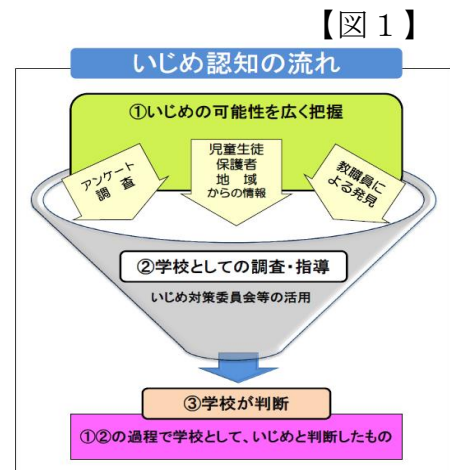 【図１】
いじめ認知の流れ
①いじめの可能性を広く把握
アンケート
調査
児童生徒
保護者
地　域
からの情報
教職員に
よる発見
②学校としての調査・指導
いじめ対策委員会等の活用
③学校が判断
①②の過程で学校として、いじめと判断したもの